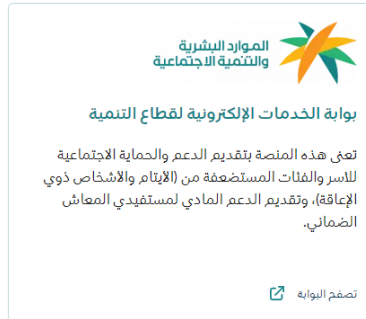 الموارد البشرية
والتنمية الاجتماعية
بوابة الخدمات الإلكترونية لقطاع التنمية
تعنى هذه المنصة بتقديم الدعم والحماية الاجتماعية
للاسر والفئات المستضعفة من (الأيتام والأشخاص ذوي
الإعاقة)، وتقديم الدعم المادي لمستفيدي المعاش
الضماني.
تصفح البوابة